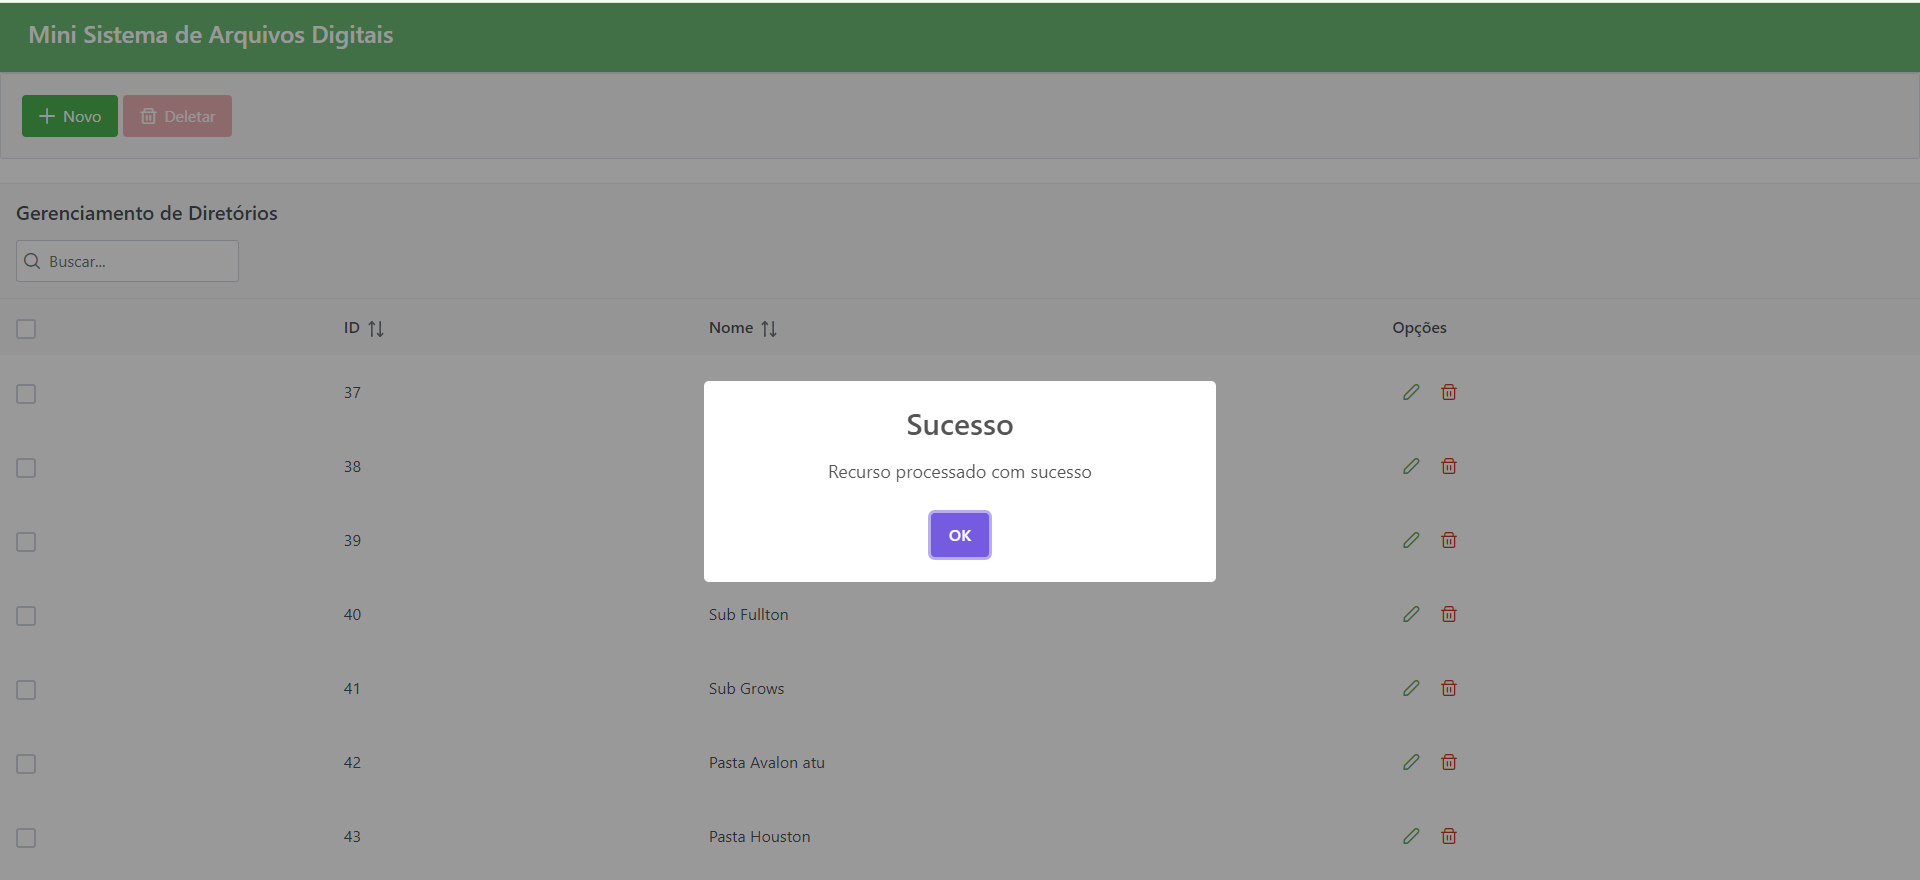 Mini Sistema de Arquivos Digitais
Novo Deletar
Gerenciamento de Diretórios
Buscar...
ID Nome Opções
37
38
39
Sucesso
Recurso processado com sucesso
OK
40 Sub Fullton
41 Sub Grows
42 Pasta Avalon atu
43 Pasta Houston